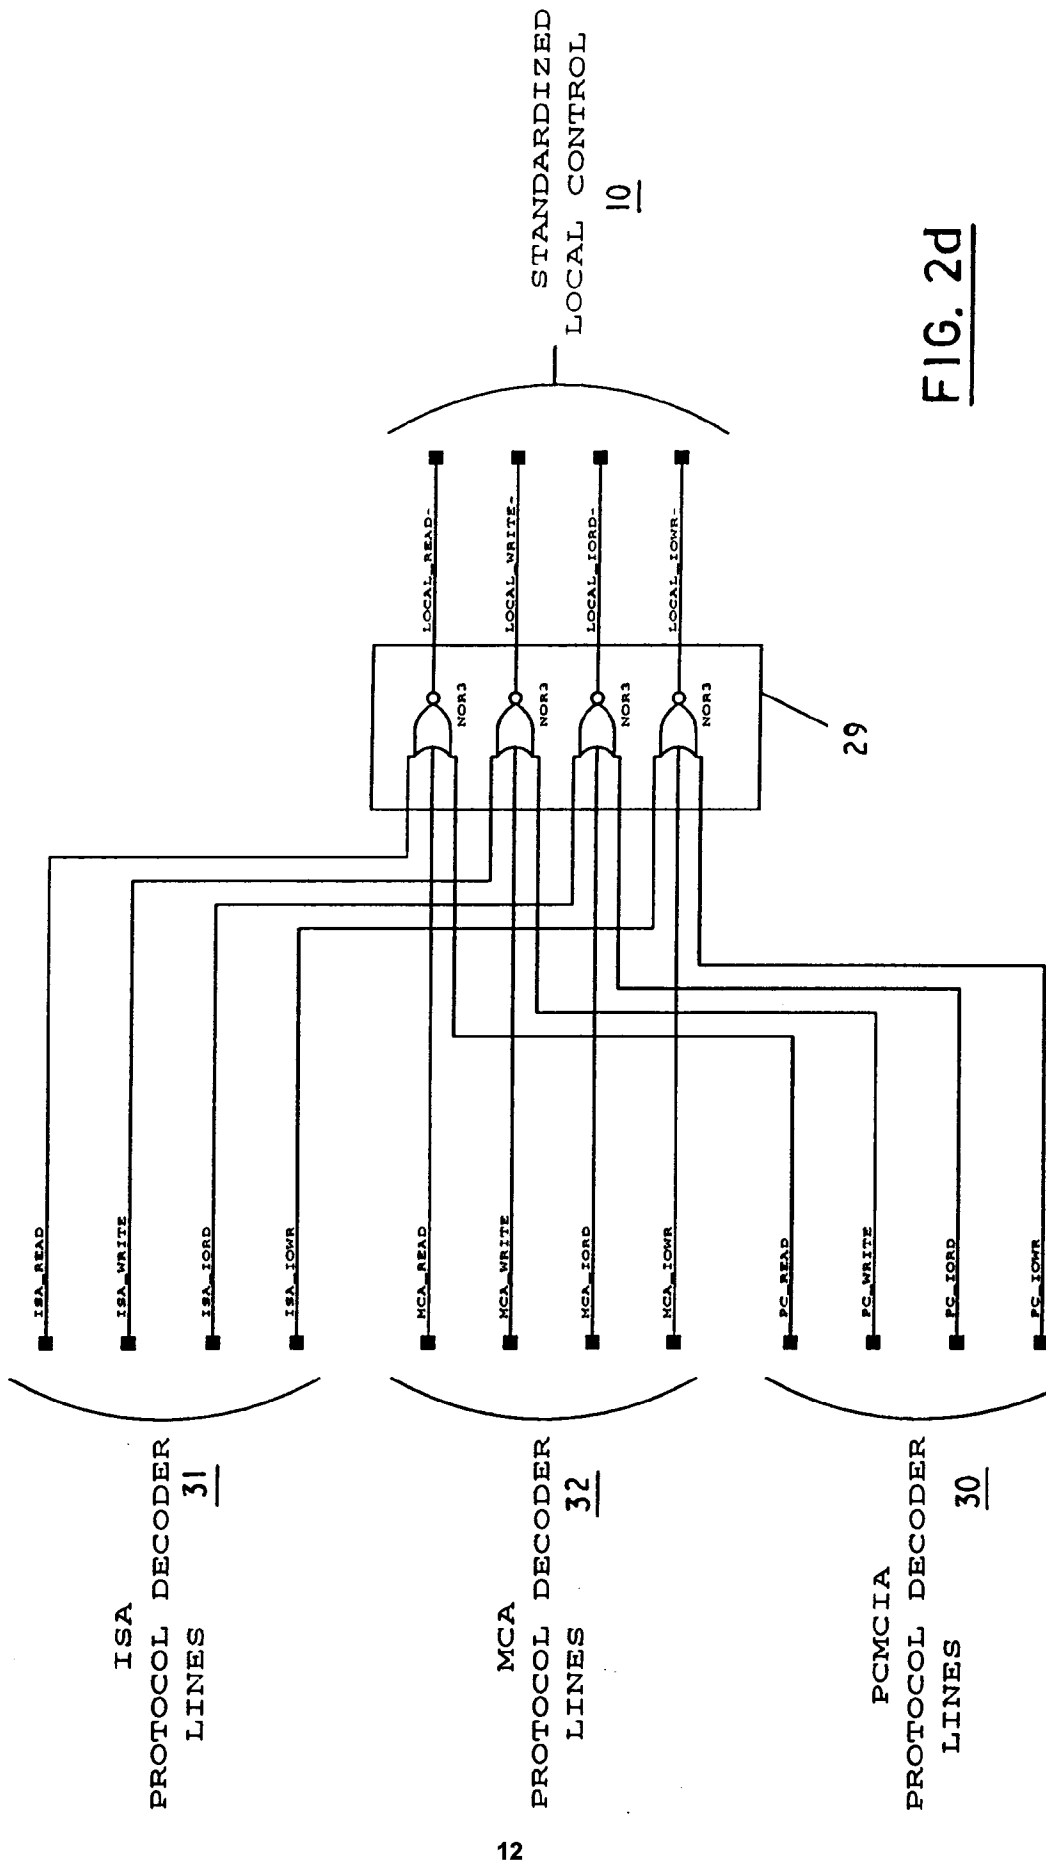 ISA
PROTOCOL DECODER
LINES
31
MCA
PROTOCOL DECODER
LINES
32
PCMCIA
PROTOCOL DECODER
LINES
30
ISA_READ
ISA_WRITE
ISA_IORD
ISA_IOWR
MCA_READ
MCA_WRITE
MCA_IORD
MCA_IOWR
PC_READ
PC_WRITE
PC_IORD
PC_IOWR
NOR3
NOR3
NOR3
NOR3
29
LOCAL_READ-
LOCAL_WRITE-
LOCAL_IORD-
LOCAL_IOWR-
STANDARDIZED
LOCAL CONTROL
10
FIG. 2d
12